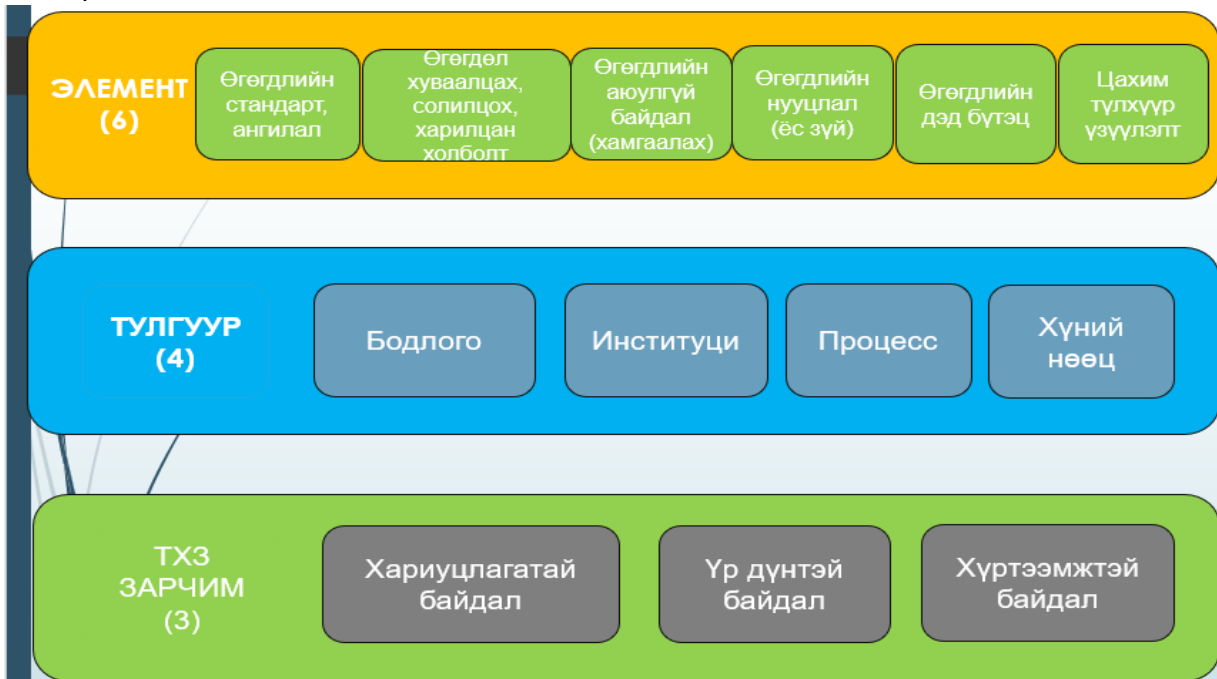 ЭЛЕМЕНТ
(6)
Өгөгдлийн
стандарт,
ангилал
Өгөгдөл
хуваалцах,
солилцох,
харилцан
холболт
Өгөгдлийн
аюулгүй
байдал
(хамгаалах)
Өгөгдлийн
нууцлал
(ёс зүй)
Өгөгдлийн
дэд бүтэц
Цахим
түлхүүр
үзүүлэлт
ТУЛГУУР
(4)
Бодлого
Институци
Процесс
Хүний
нөөц
ТХЗ
ЗАРЧИМ
(3)
Хариуцлагатай
байдал
Үр дүнтэй
байдал
Хүртээмжтэй
байдал